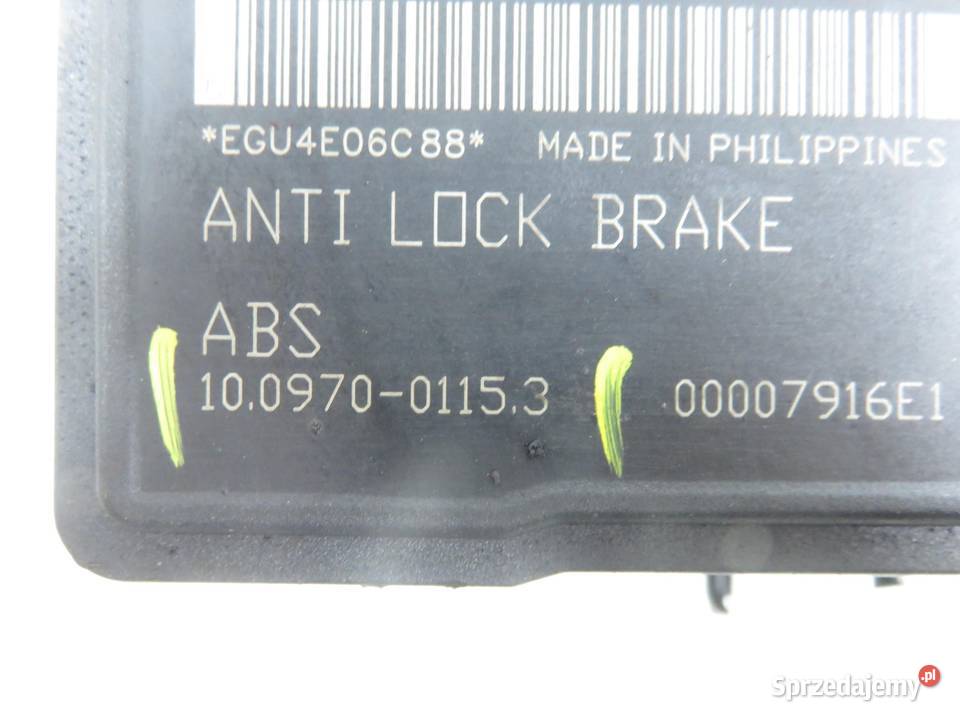 *EGU4E06C88* MADE IN PHILIPPINES
ANTI LOCK BRAKE
ABS
10.0970-0115.3 00007916E1
Sprzedajemy.pl